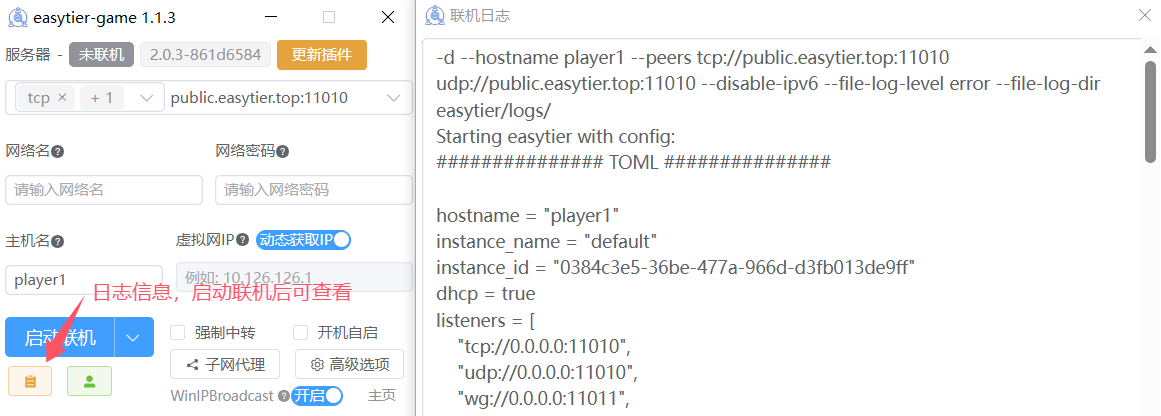 easytier-game 1.1.3
服务器 - 未联机 2.0.3-861d6584 更新插件
tcp × + 1 public.easytier.top:11010
网络名 网络密码
请输入网络名 请输入网络密码
主机名 虚拟网IP 动态获取IP
player1 例如: 10.126.126.1
日志信息，启动联机后可查看
启动联机 强制中转 开机自启
子网代理 高级选项
WinIPBroadcast 开启 主页
联机日志
-d --hostname player1 --peers tcp://public.easytier.top:11010
udp://public.easytier.top:11010 --disable-ipv6 --file-log-level error --file-log-dir
easytier/logs/
Starting easytier with config:
############### TOML ###############
hostname = "player1"
instance_name = "default"
instance_id = "0384c3e5-36be-477a-966d-d3fb013de9ff"
dhcp = true
listeners = [
"tcp://0.0.0.0:11010",
"udp://0.0.0.0:11010",
"wg://0.0.0.0:11011",